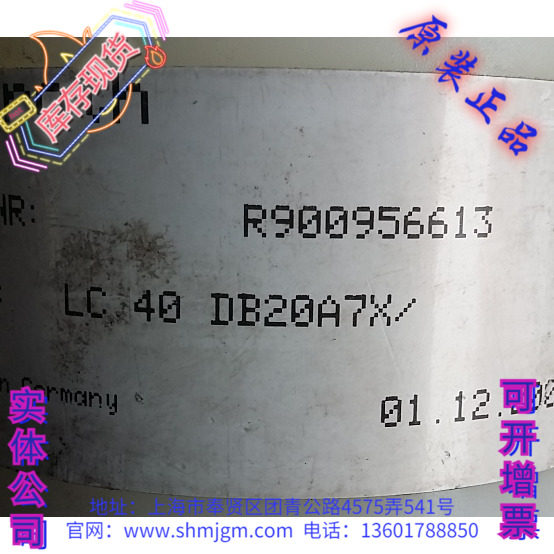 库存现货
原装正品
NR:
R900956613
LC 40 DB20A7X/
in Germany
01.12.200
实体公司
可开增票
地址:上海市奉贤区团青公路4575弄541号
官网:www.shmjgm.com 电话:13601788850